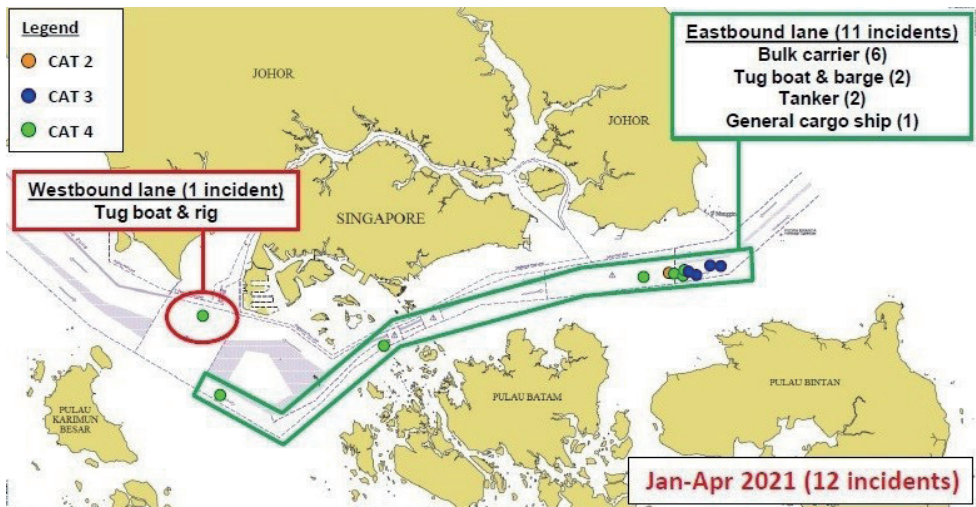 Legend
CAT 2
CAT 3
CAT 4
JOHOR
Eastbound lane (11 incidents)
Bulk carrier (6)
Tug boat & barge (2)
Tanker (2)
General cargo ship (1)
JOHOR
Westbound lane (1 incident)
Tug boat & rig
SINGAPORE
PULAU
KARIMUN
BESAR
PULAU BATAM
PULAU BINTAN
Jan-Apr 2021 (12 incidents)